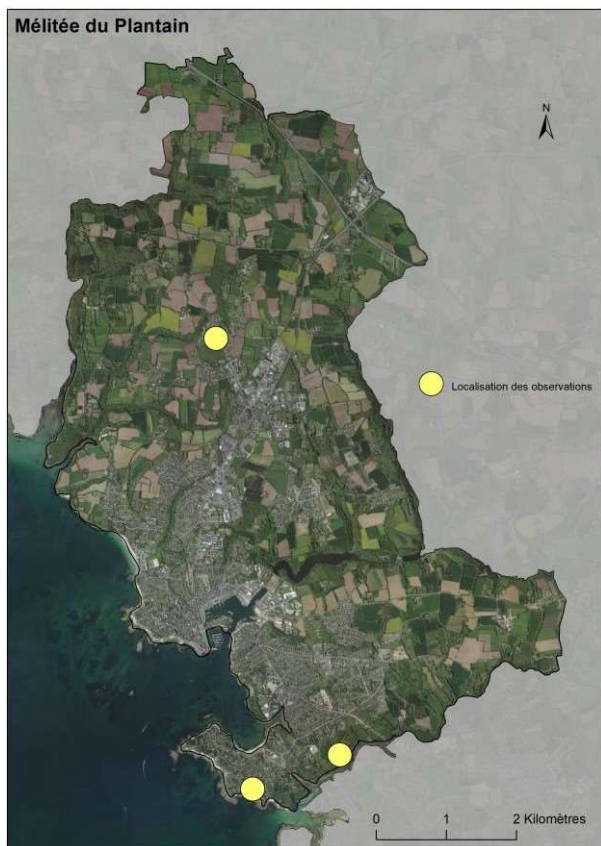 Mélitée du Plantain
N
Localisation des observations
0 1 2 Kilomètres